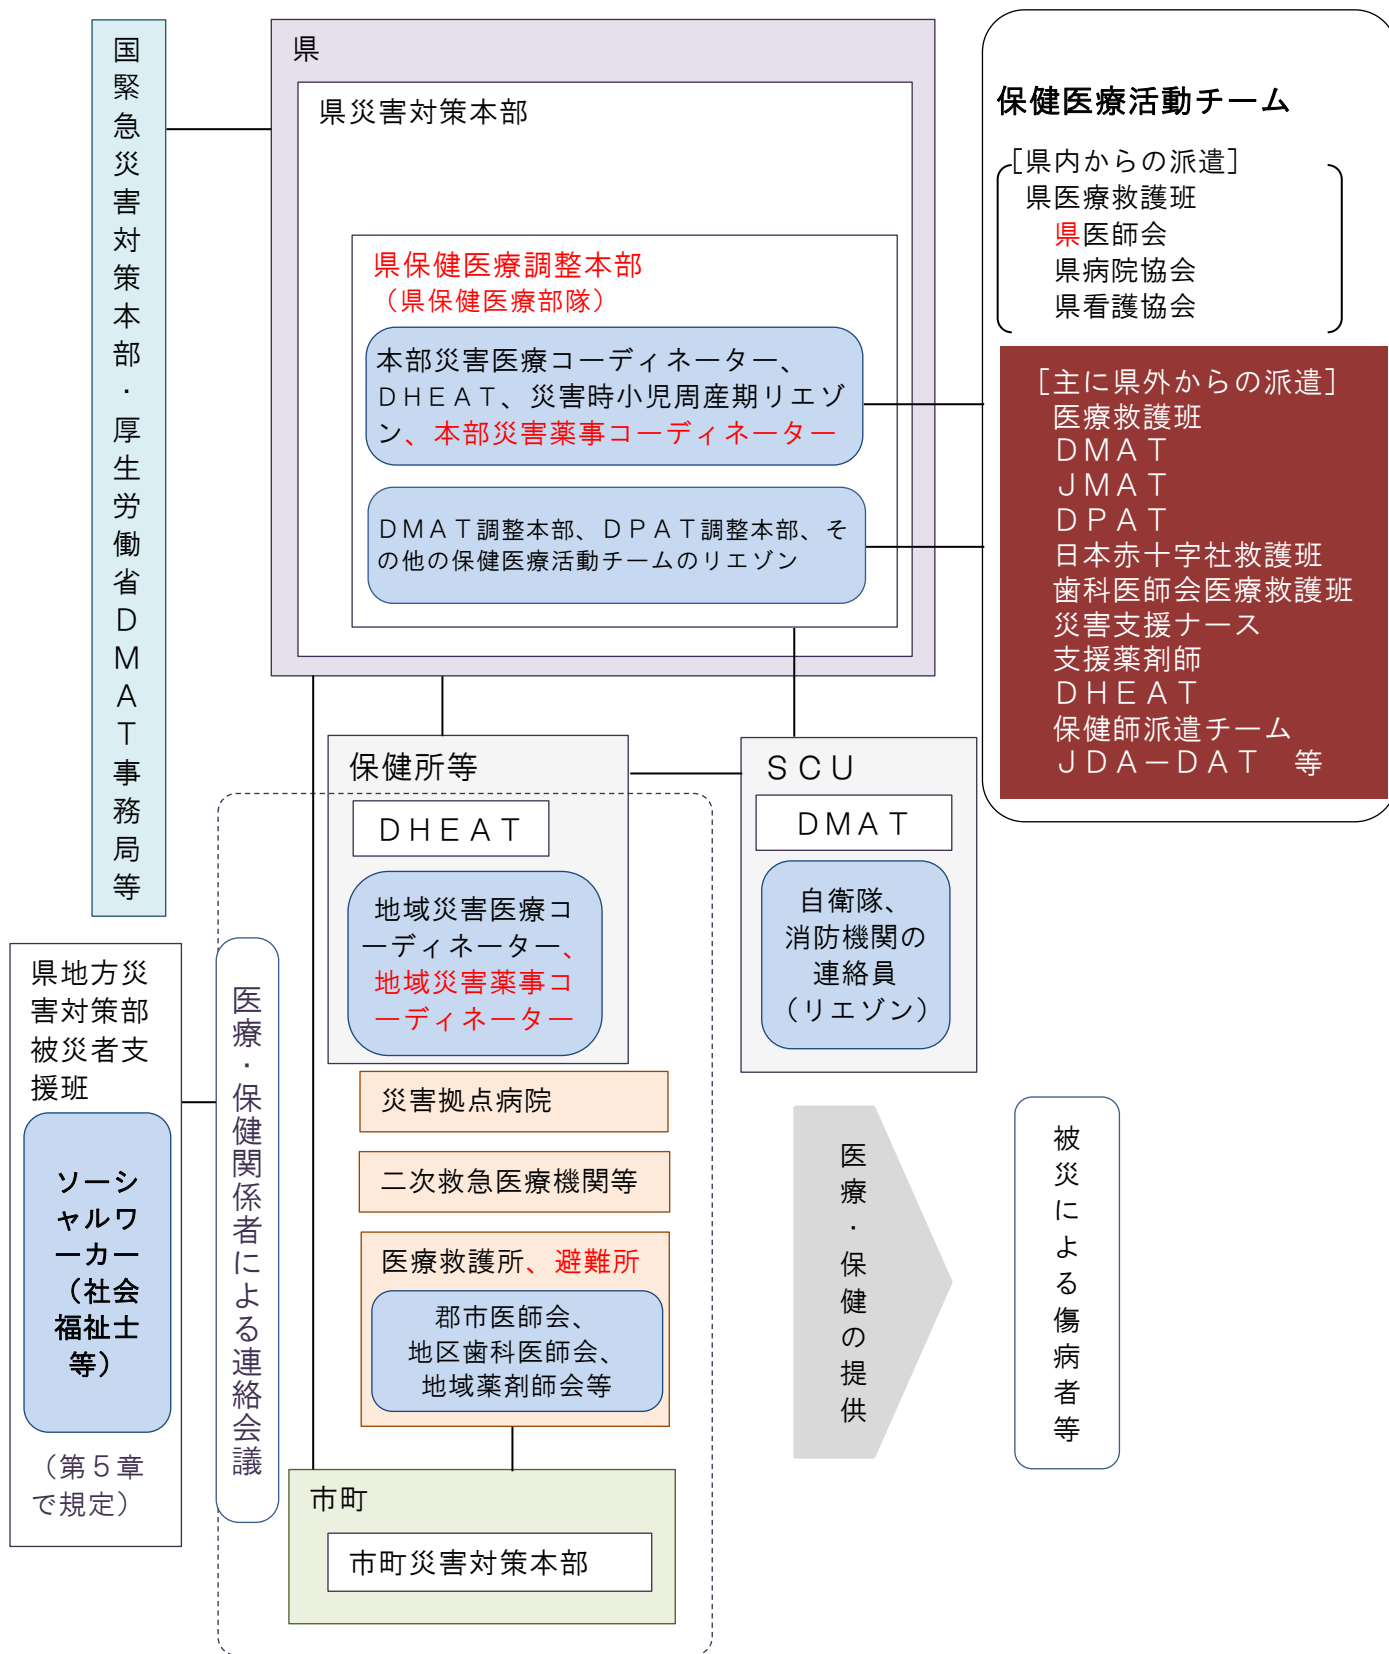 国緊急災害対策本部・厚生労働省ＤＭＡＴ事務局等
県
県災害対策本部
県保健医療調整本部
（県保健医療部隊）
本部災害医療コーディネーター、
ＤＨＥＡＴ、災害時小児周産期リエゾ
ン、本部災害薬事コーディネーター
ＤＭＡＴ調整本部、ＤＰＡＴ調整本部、そ
の他の保健医療活動チームのリエゾン
保健医療活動チーム
［県内からの派遣］
県医療救護班
県医師会
県病院協会
県看護協会
［主に県外からの派遣］
医療救護班
ＤＭＡＴ
ＪＭＡＴ
ＤＰＡＴ
日本赤十字社救護班
歯科医師会医療救護班
災害支援ナース
支援薬剤師
ＤＨＥＡＴ
保健師派遣チーム
ＪＤＡ－ＤＡＴ　等
保健所等
ＤＨＥＡＴ
地域災害医療コ
ーディネーター、
地域災害薬事コ
ーディネーター
ＳＣＵ
ＤＭＡＴ
自衛隊、
消防機関の
連絡員
（リエゾン）
県地方災
害対策部
被災者支
援班
ソーシ
ャルワ
ーカー
（社会
福祉士
等）
（第５章
で規定）
医療・保健関係者による連絡会議
災害拠点病院
二次救急医療機関等
医療救護所、避難所
郡市医師会、
地区歯科医師会、
地域薬剤師会等
市町
市町災害対策本部
医療・保健の提供
被災による傷病者等